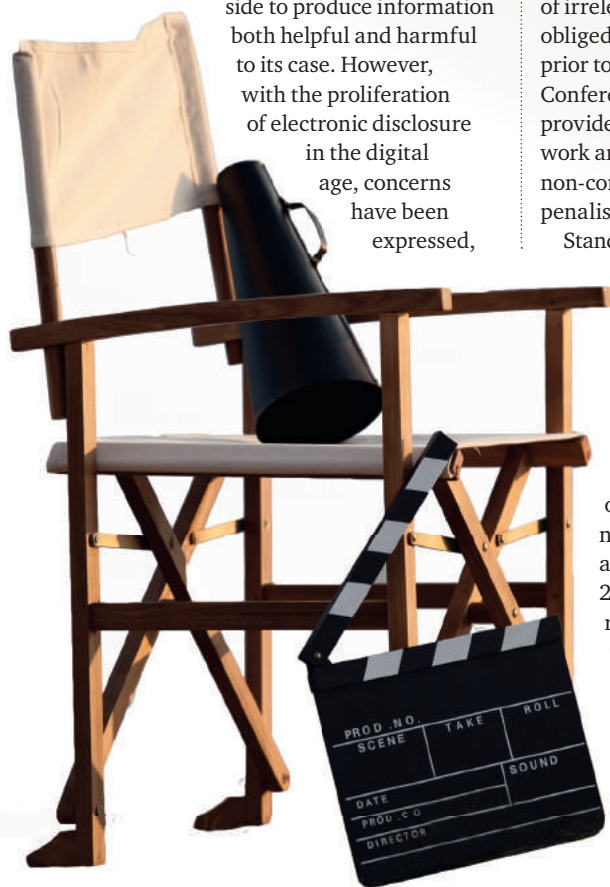 side to produce information
both helpful and harmful
to its case. However,
with the proliferation
of electronic disclosure
in the digital
age, concerns
have been
expressed,
of irrele
obliged
prior to
Confere
provide
work an
non-co
penalis
Stand
PROD .NO.
SCENE
TAKE
ROLL
SOUND
DATE
PROD .CO
DIRECTOR